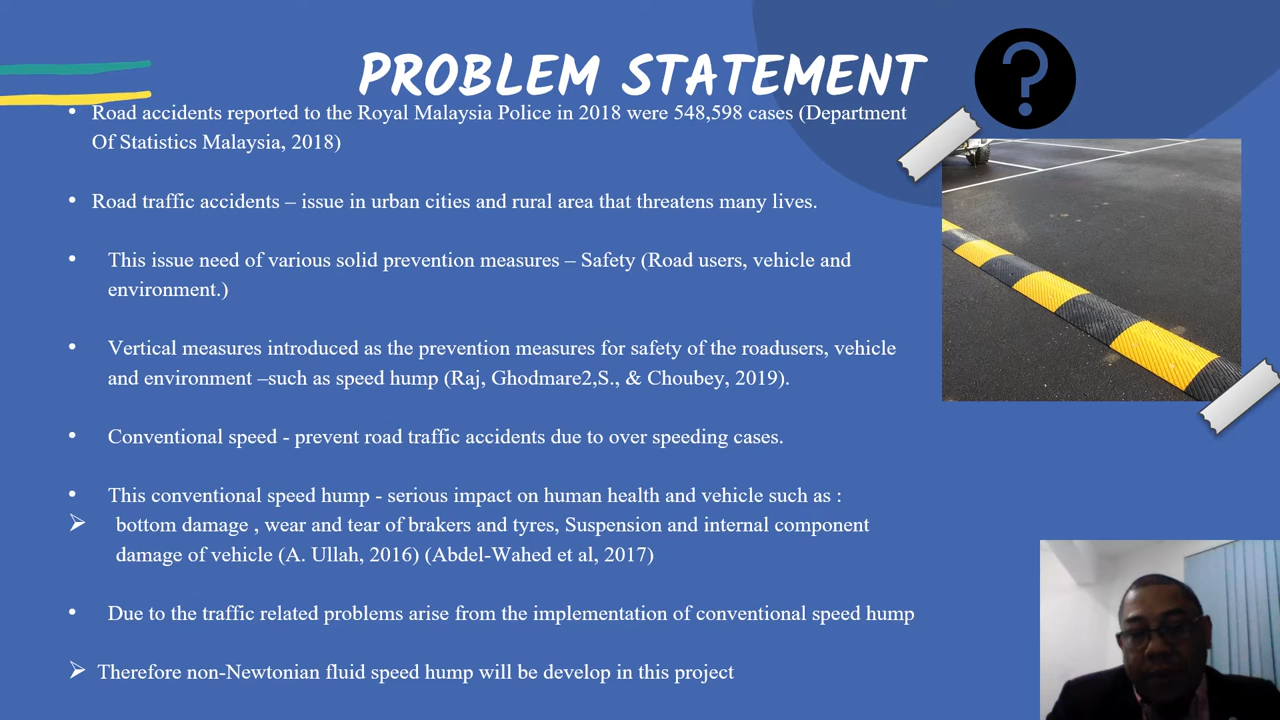 PROBLEM STATEMENT
?
• Road accidents reported to the Royal Malaysia Police in 2018 were 548,598 cases (Department
Of Statistics Malaysia, 2018)
• Road traffic accidents – issue in urban cities and rural area that threatens many lives.
• This issue need of various solid prevention measures – Safety (Road users, vehicle and
environment.)
• Vertical measures introduced as the prevention measures for safety of the roadusers, vehicle
and environment –such as speed hump (Raj, Ghodmare2,S., & Choubey, 2019).
• Conventional speed - prevent road traffic accidents due to over speeding cases.
• This conventional speed hump - serious impact on human health and vehicle such as :
➢ bottom damage , wear and tear of brakers and tyres, Suspension and internal component
damage of vehicle (A. Ullah, 2016) (Abdel-Wahed et al, 2017)
• Due to the traffic related problems arise from the implementation of conventional speed hump
➢ Therefore non-Newtonian fluid speed hump will be develop in this project